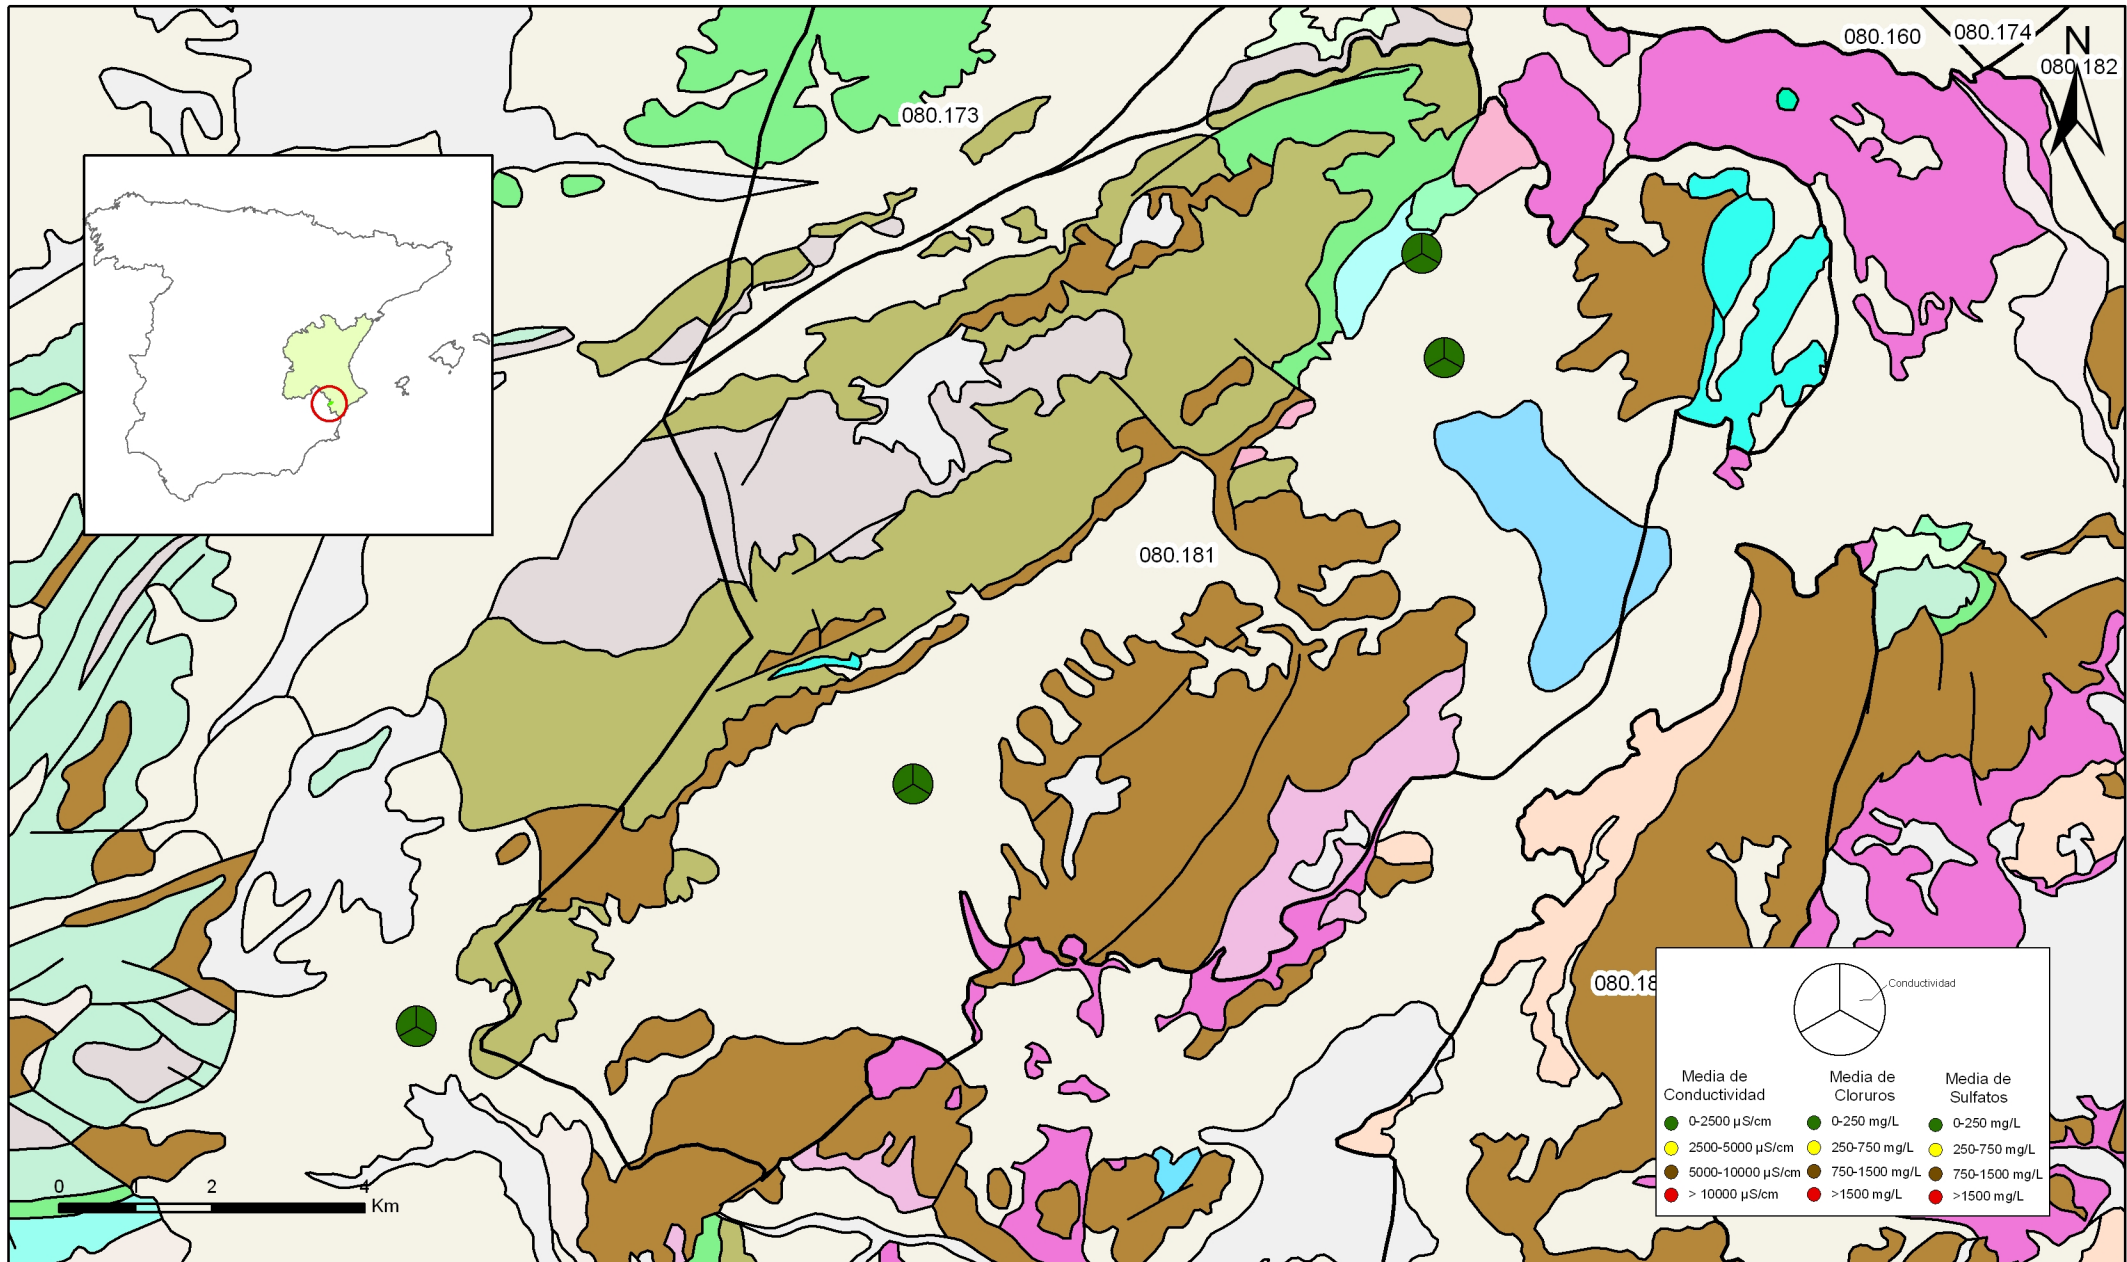 080.160
080.174
N
080.182
080.173
080.181
080.18
Conductividad
Media de
Conductividad
0-2500 µS/cm
2500-5000 µS/cm
5000-10000 µS/cm
> 10000 µS/cm
Media de
Cloruros
0-250 mg/L
250-750 mg/L
750-1500 mg/L
>1500 mg/L
Media de
Sulfatos
0-250 mg/L
250-750 mg/L
750-1500 mg/L
>1500 mg/L
0 1 2 4
Km